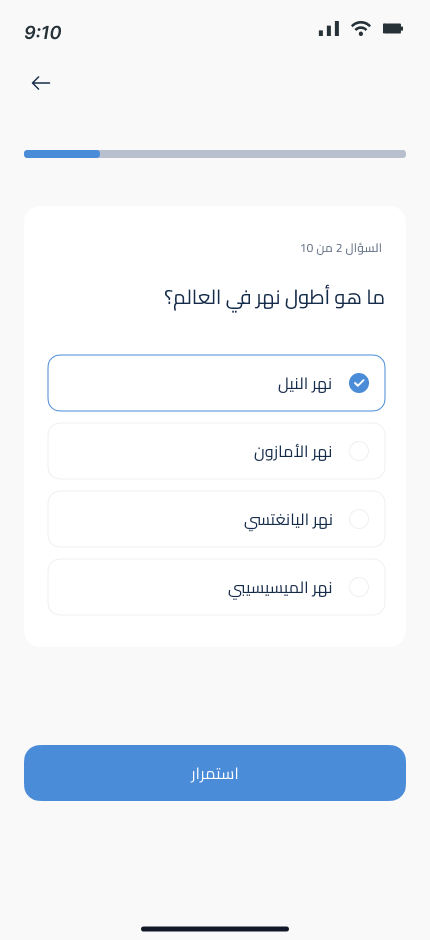 9:10
السؤال 2 من 10
ما هو أطول نهر في العالم؟
نهر النيل
نهر الأمازون
نهر اليانغتسي
نهر الميسيسيبي
استمرار